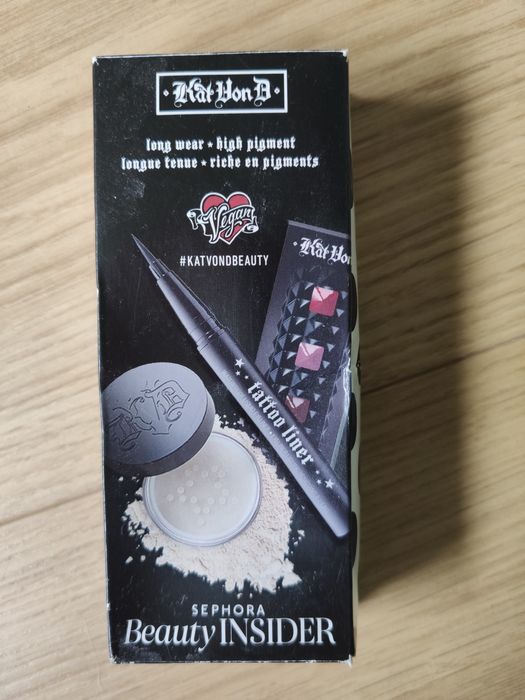 ·Kat Von D·
long wear ★ high pigment
longue tenue ★ riche en pigments
Vegan
#KATVONDBEAUTY
·Kat Von
★ tattoo liner ★
KVD
SEPHORA
Beauty INSIDER